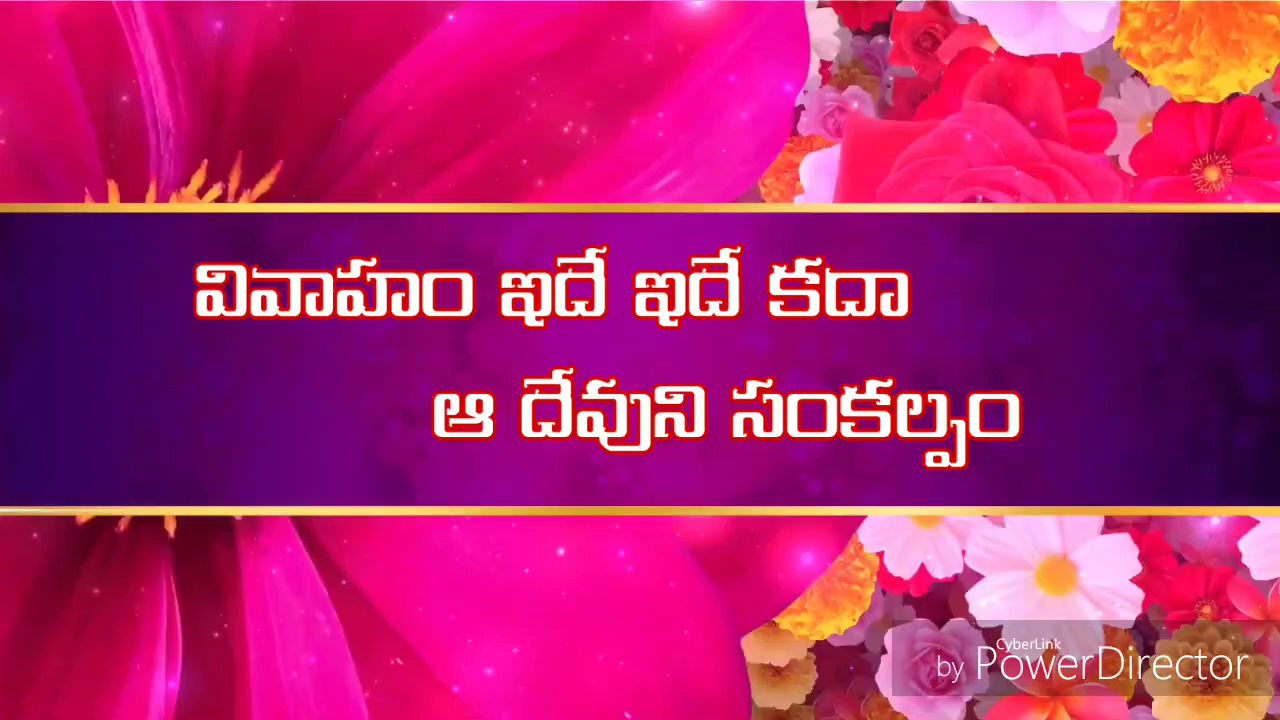 వివాహం ఇదే ఇదే కదా
ఆ దేవుని సంకల్పం
CyberLink
by PowerDirector